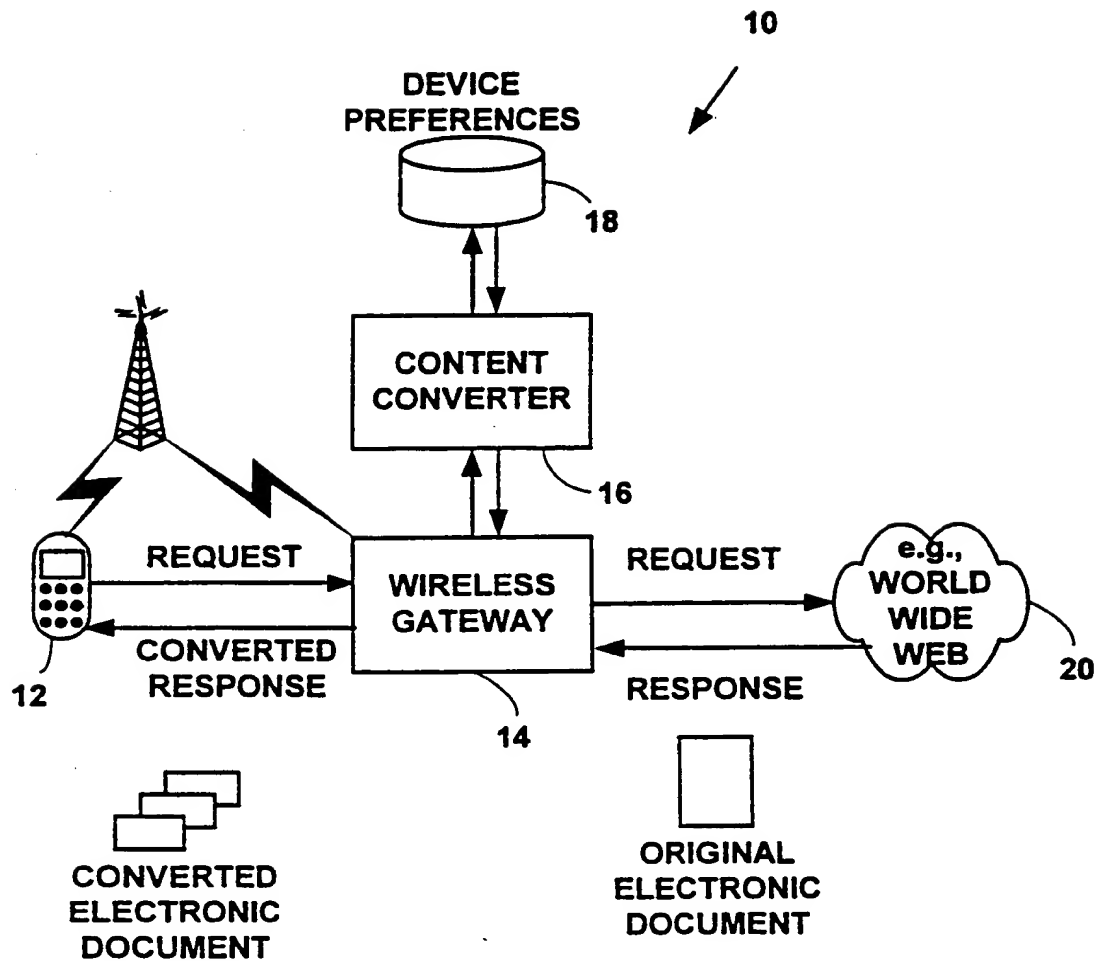 10
DEVICE
PREFERENCES
18
CONTENT
CONVERTER
16
REQUEST
WIRELESS
GATEWAY
REQUEST
e.g.,
WORLD
WIDE
WEB
CONVERTED
RESPONSE
RESPONSE
12
14
20
CONVERTED
ELECTRONIC
DOCUMENT
ORIGINAL
ELECTRONIC
DOCUMENT